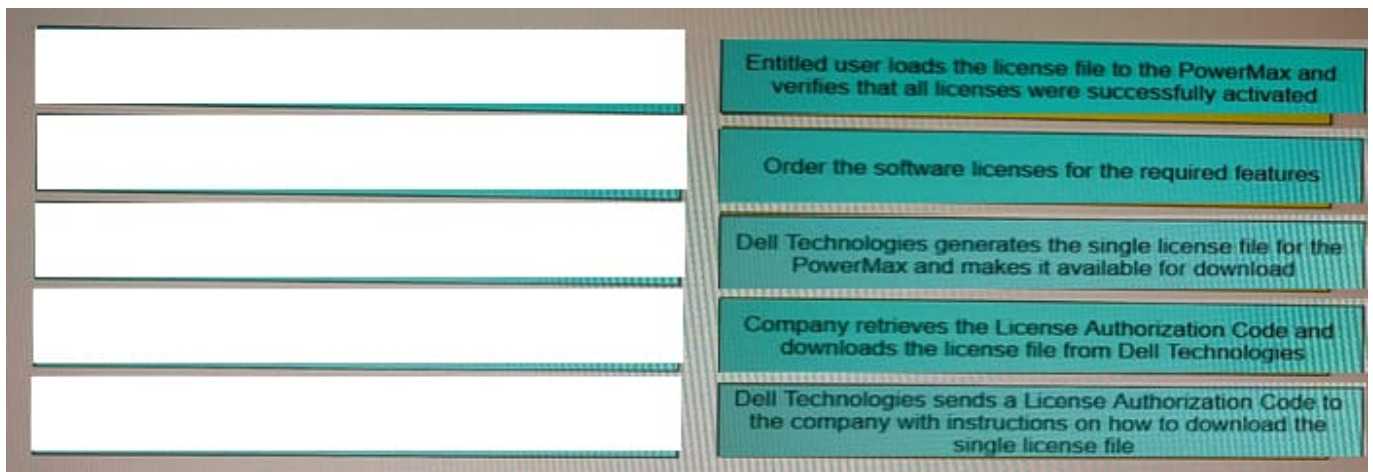 Entitled user loads the license file to the PowerMax and
verifies that all licenses were successfully activated
Order the software licenses for the required features
Dell Technologies generates the single license file for the
PowerMax and makes it available for download
Company retrieves the License Authorization Code and
downloads the license file from Dell Technologies
Dell Technologies sends a License Authorization Code to
the company with instructions on how to download the
single license file